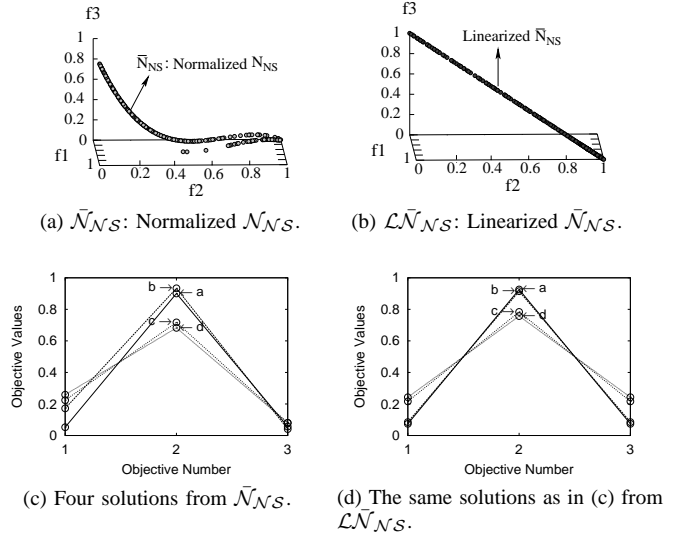 f3
1
0.8
0.6
0.4
0.2
0
f1
1
0
0.2
0.4
0.6
0.8
1
f2
N̄NS: Normalized NNS
(a) N̄NS: Normalized NNS.
f3
1
0.8
0.6
0.4
0.2
0
f1
1
0
0.2
0.4
0.6
0.8
1
f2
Linearized N̄NS
(b) LN̄NS: Linearized N̄NS.
Objective Values
1
0.8
0.6
0.4
0.2
0
b
a
c
d
1
2
3
Objective Number
(c) Four solutions from N̄NS.
Objective Values
1
0.8
0.6
0.4
0.2
0
b
a
c
d
1
2
3
Objective Number
(d) The same solutions as in (c) from
LN̄NS.